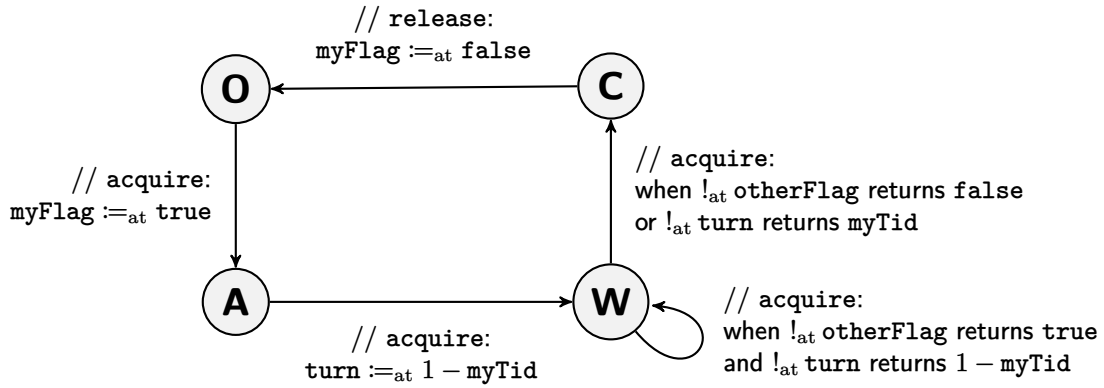 // release:
myFlag :=at false
O
C
// acquire:
myFlag :=at true
// acquire:
when !at otherFlag returns false
or !at turn returns myTid
A
W
// acquire:
turn :=at 1 − myTid
// acquire:
when !at otherFlag returns true
and !at turn returns 1 − myTid